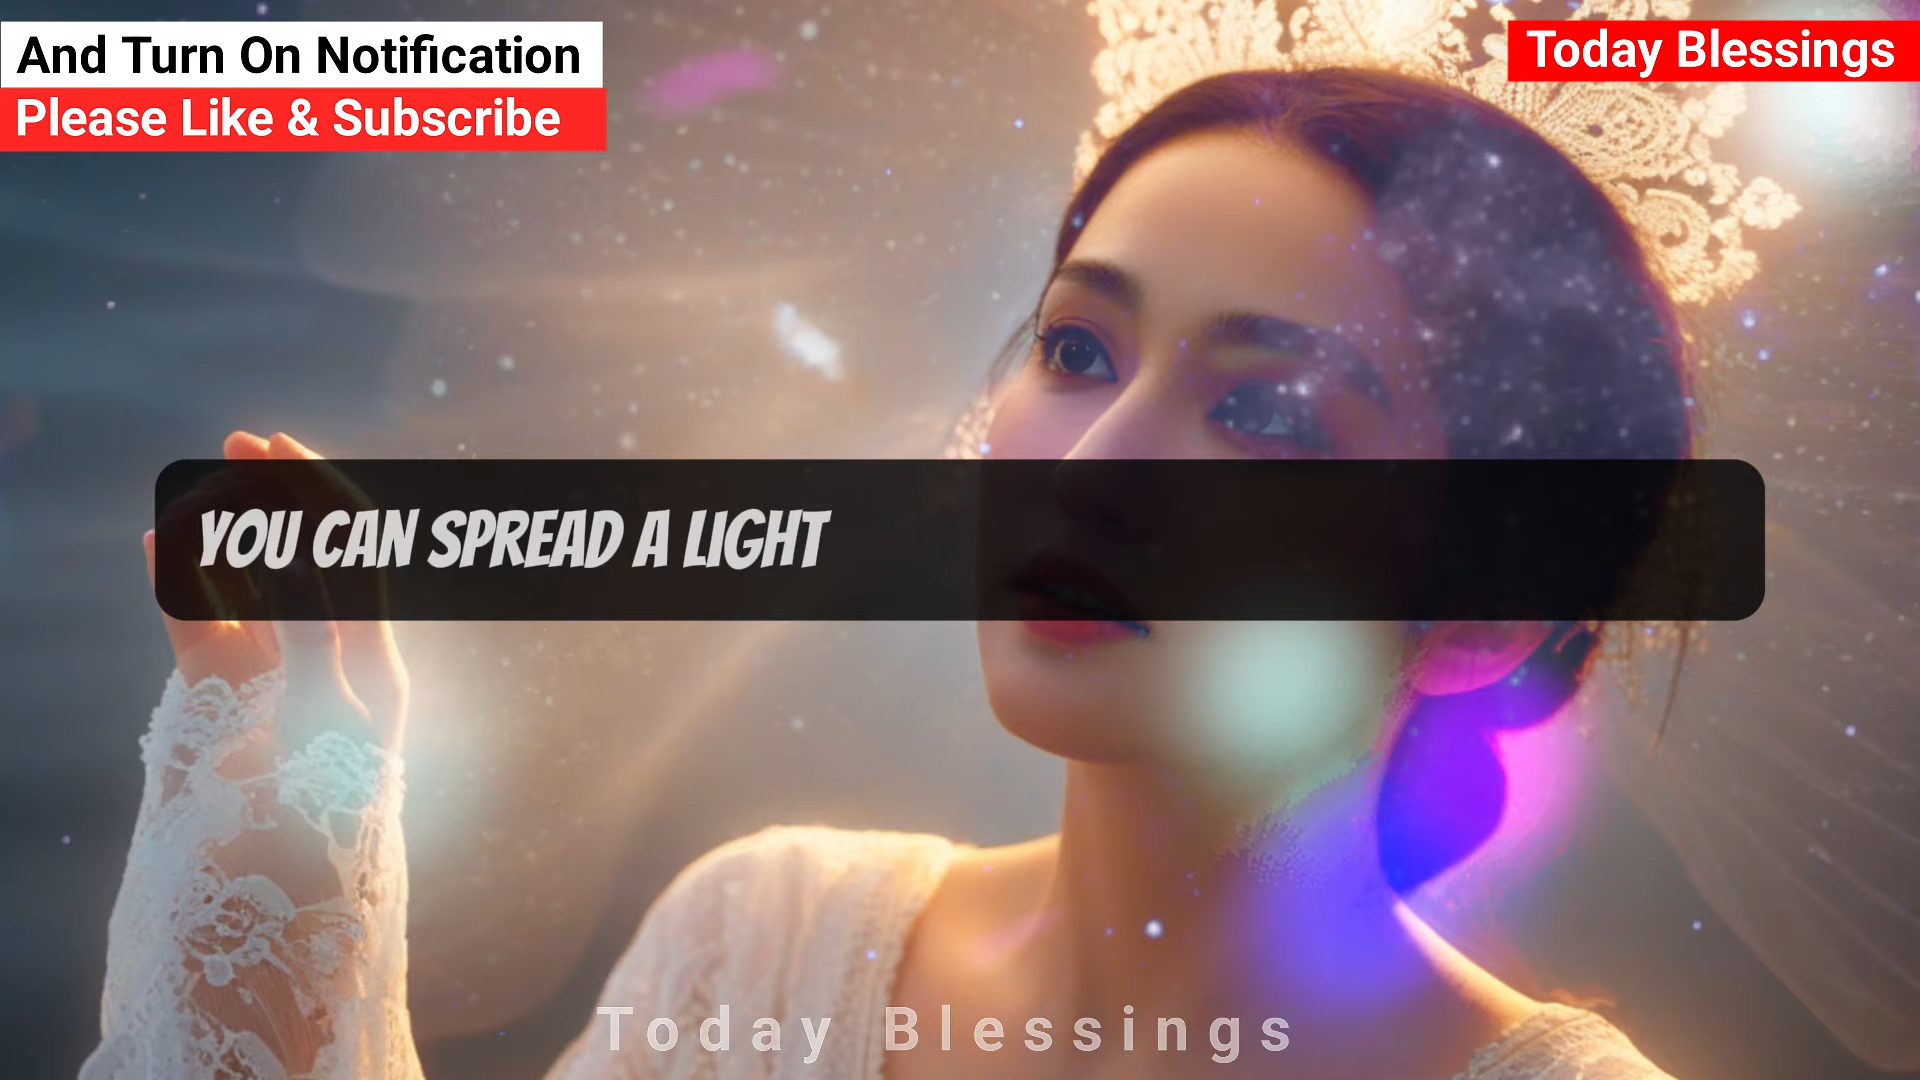 And Turn On Notification
Please Like & Subscribe
Today Blessings
YOU CAN SPREAD A LIGHT
Today Blessings